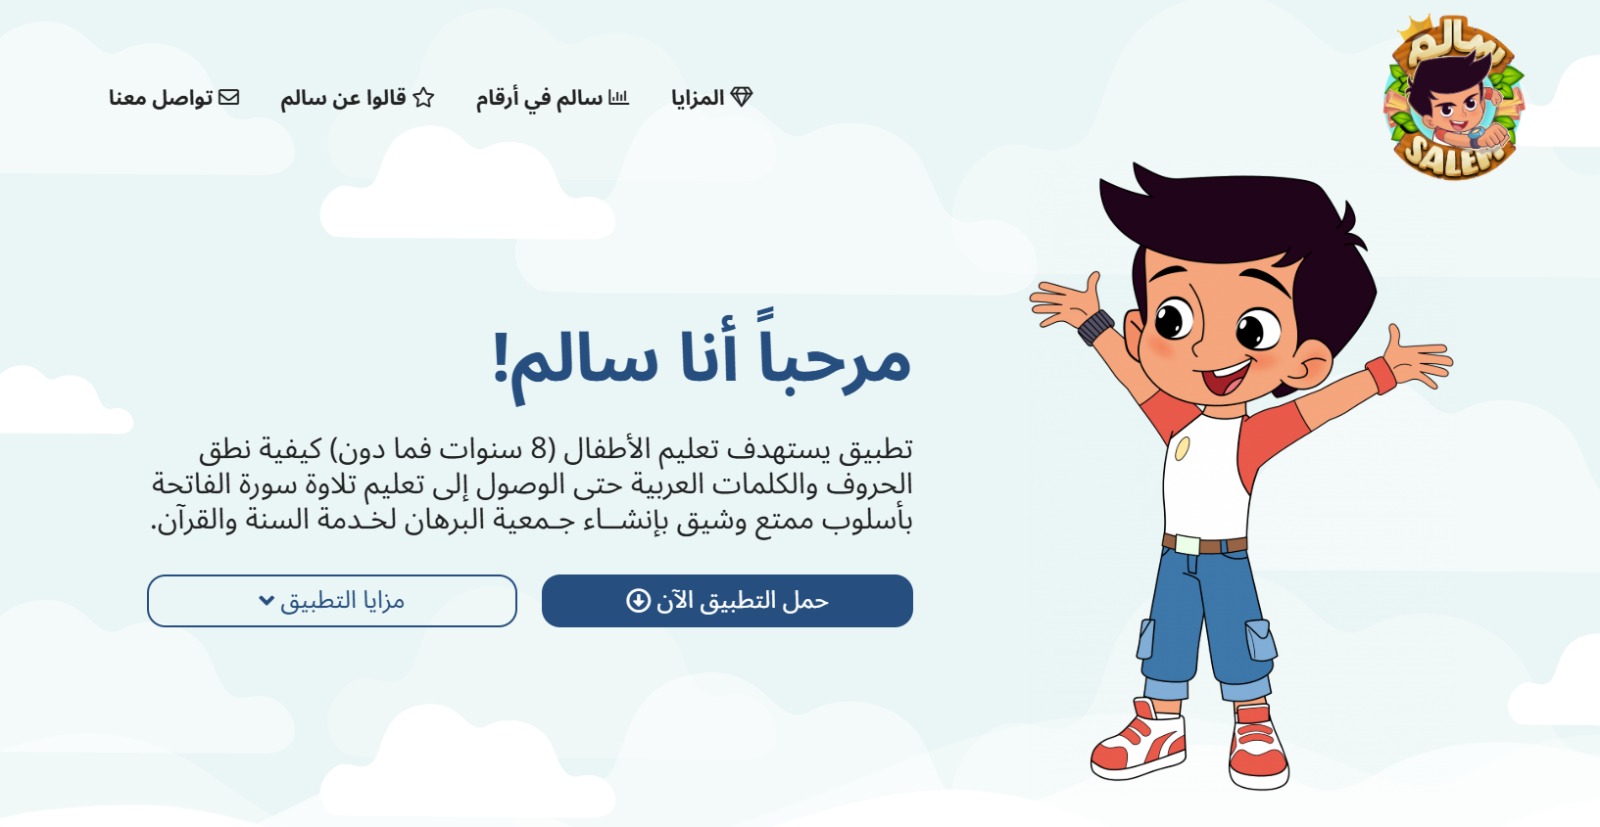 سالم
SALEM
المزايا
سالم في أرقام
قالوا عن سالم
تواصل معنا
مرحباً أنا سالم!
تطبيق يستهدف تعليم الأطفال (8 سنوات فما دون) كيفية نطق
الحروف والكلمات العربية حتى الوصول إلى تعليم تلاوة سورة الفاتحة
بأسلوب ممتع وشيق بإنشــاء جـمعية البرهان لخـدمة السنة والقرآن.
حمل التطبيق الآن
مزايا التطبيق